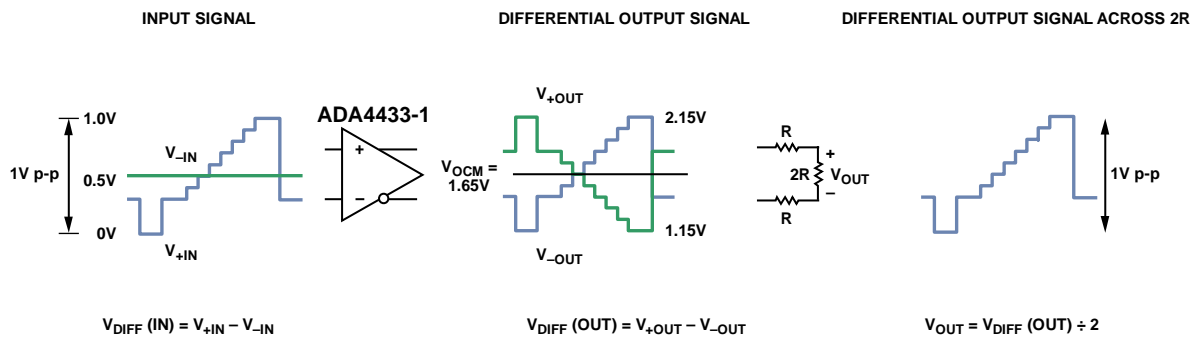 INPUT SIGNAL
DIFFERENTIAL OUTPUT SIGNAL
DIFFERENTIAL OUTPUT SIGNAL ACROSS 2R
1V p-p
1.0V
0.5V
0V
V–IN
V+IN
ADA4433-1
+
–
V+OUT
2.15V
VOCM =
1.65V
1.15V
V–OUT
R
2R
+
VOUT
–
R
1V p-p
VDIFF (IN) = V+IN – V–IN
VDIFF (OUT) = V+OUT – V–OUT
VOUT = VDIFF (OUT) ÷ 2